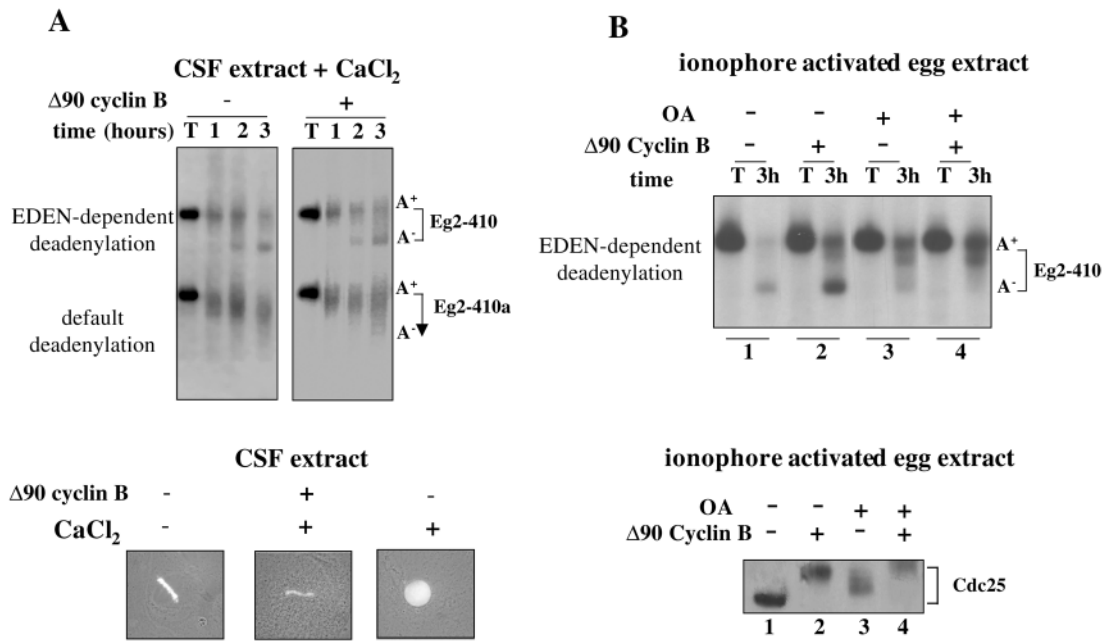 A
CSF extract + CaCl₂
Δ90 cyclin B - +
time (hours) T 1 2 3 T 1 2 3
EDEN-dependent
deadenylation
A⁺
Eg2-410
A⁻
default
deadenylation
A⁺
Eg2-410a
A⁻
CSF extract
Δ90 cyclin B - + -
CaCl₂ - + +
B
ionophore activated egg extract
OA - - + +
Δ90 Cyclin B - + - +
time T 3h T 3h T 3h T 3h
EDEN-dependent
deadenylation
A⁺
Eg2-410
A⁻
1 2 3 4
ionophore activated egg extract
OA - - + +
Δ90 Cyclin B - + - +
Cdc25
1 2 3 4